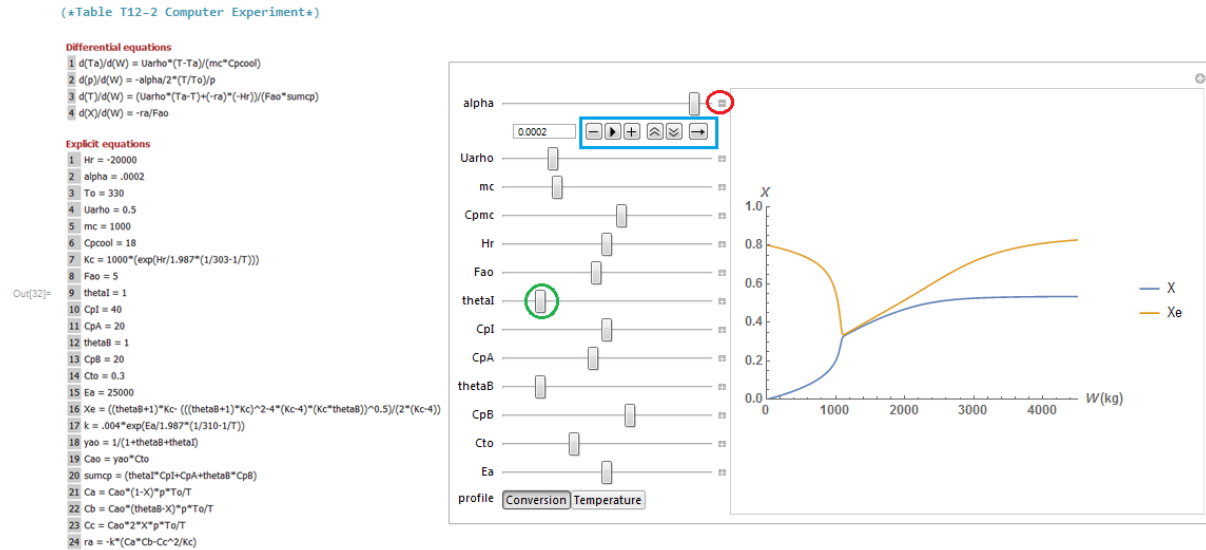 (*Table T12-2 Computer Experiment*)
Differential equations
1 d(Ta)/d(W) = Uarho*(T-Ta)/(mc*Cpcool)
2 d(p)/d(W) = -alpha/2*(T/To)/p
3 d(T)/d(W) = (Uarho*(Ta-T)+(-ra)*(-Hr))/(Fao*sumcp)
4 d(X)/d(W) = -ra/Fao
Explicit equations
1 Hr = -20000
2 alpha = .0002
3 To = 330
4 Uarho = 0.5
5 mc = 1000
6 Cpcool = 18
7 Kc = 1000*(exp(Hr/1.987*(1/303-1/T)))
8 Fao = 5
Out[32]=
9 thetaI = 1
10 CpI = 40
11 CpA = 20
12 thetaB = 1
13 CpB = 20
14 Cto = 0.3
15 Ea = 25000
16 Xe = ((thetaB+1)*Kc- (((thetaB+1)*Kc)^2-4*(Kc-4)*(Kc*thetaB))^0.5)/(2*(Kc-4))
17 k = .004*exp(Ea/1.987*(1/310-1/T))
18 yao = 1/(1+thetaB+thetaI)
19 Cao = yao*Cto
20 sumcp = (thetaI*CpI+CpA+thetaB*CpB)
21 Ca = Cao*(1-X)*p*To/T
22 Cb = Cao*(thetaB-X)*p*To/T
23 Cc = Cao*2*X*p*To/T
24 ra = -k*(Ca*Cb-Cc^2/Kc)
alpha
0.0002
Uarho
mc
Cpmc
Hr
Fao
thetaI
CpI
CpA
thetaB
CpB
Cto
Ea
profile Conversion Temperature
X
1.0
0.8
0.6
0.4
0.2
0.0
0 1000 2000 3000 4000
W(kg)
X
Xe